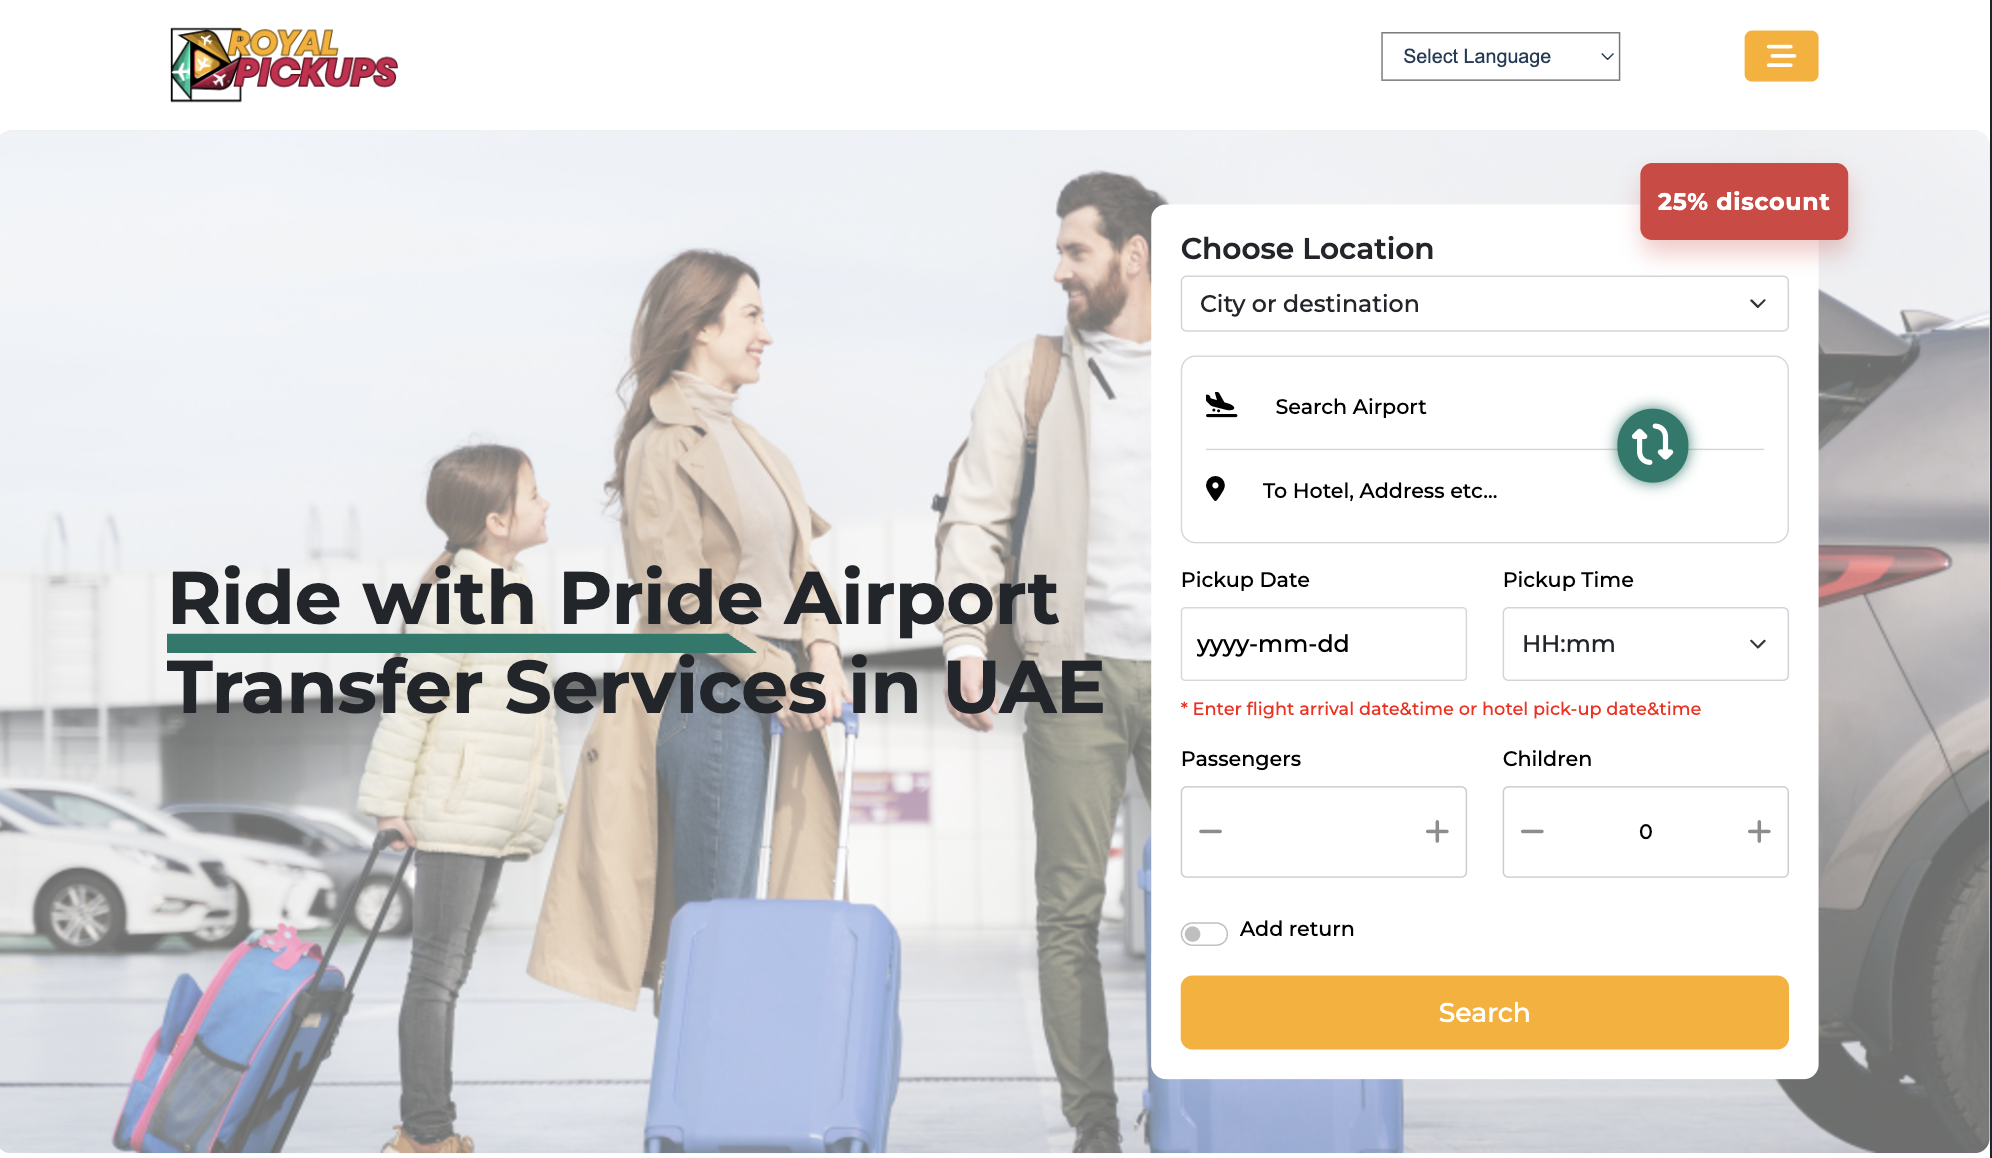 ROYAL
PICKUPS
Select Language
25% discount
Choose Location
City or destination
Search Airport
To Hotel, Address etc...
Ride with Pride Airport
Transfer Services in UAE
Pickup Date
Pickup Time
yyyy-mm-dd
HH:mm
* Enter flight arrival date&time or hotel pick-up date&time
Passengers
Children
0
Add return
Search